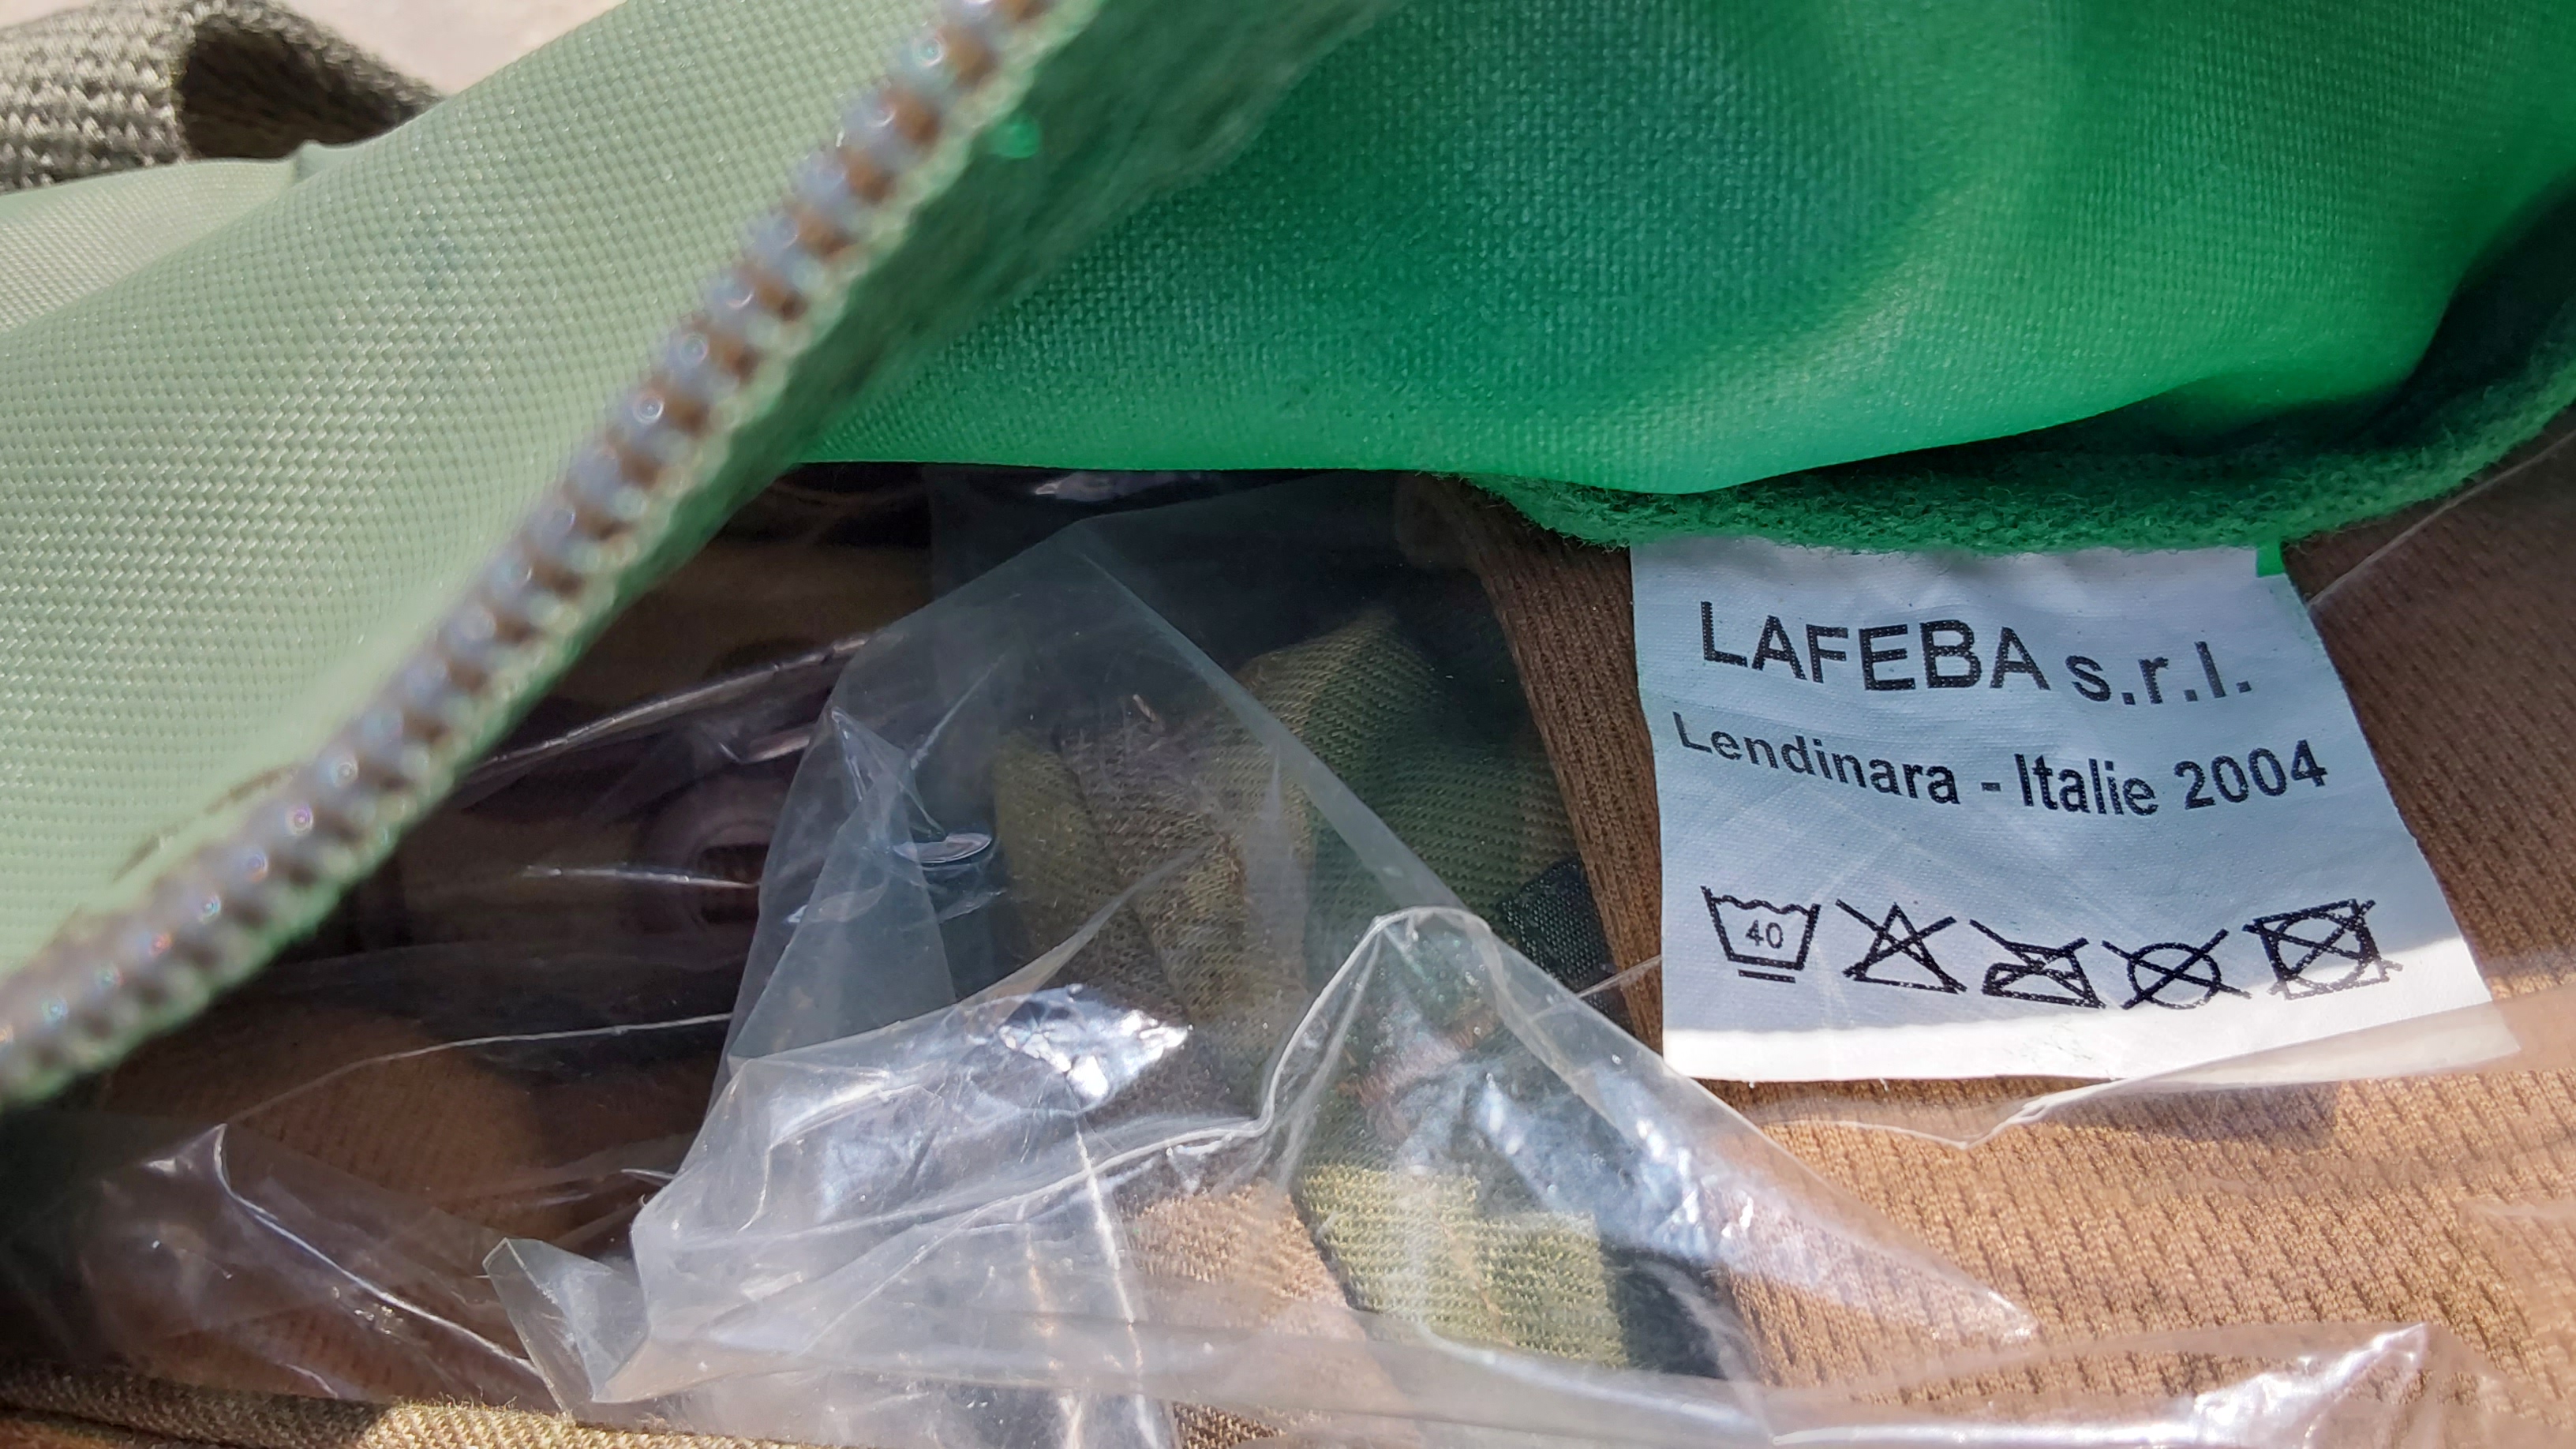 LAFEBA s.r.l.
Lendinara - Italie 2004
40